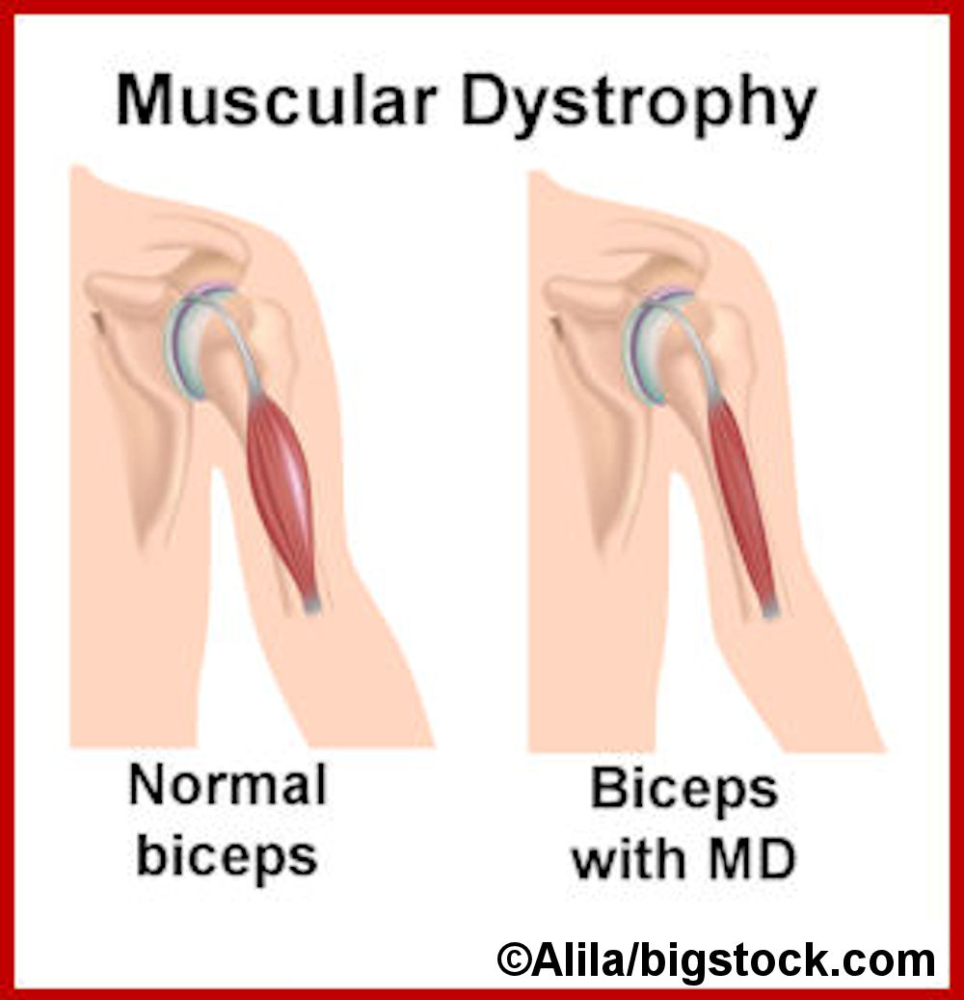 Muscular Dystrophy
Normal
biceps
Biceps
with MD
©Alila/bigstock.com